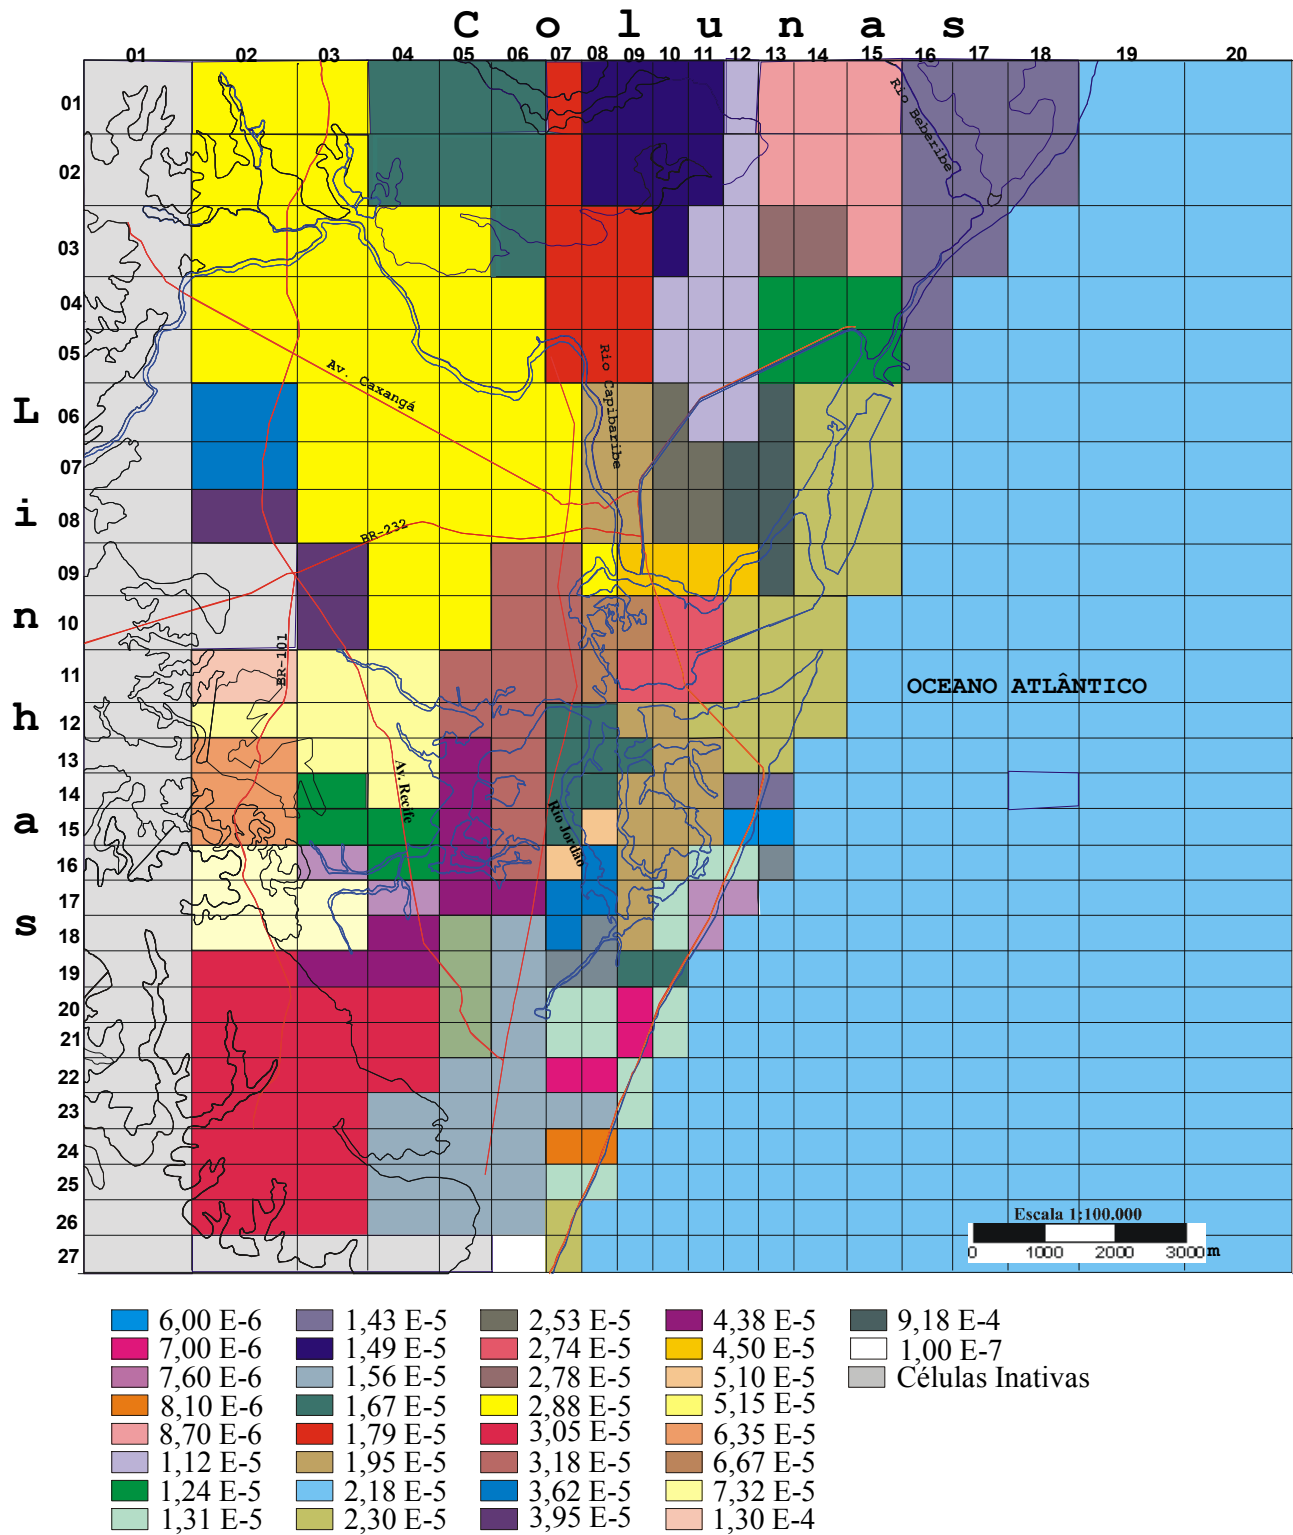 Colunas
01 02 03 04 05 06 07 08 09 10 11 12 13 14 15 16 17 18 19 20
Linhas
01
02
03
04
05
06
07
08
09
10
11
12
13
14
15
16
17
18
19
20
21
22
23
24
25
26
27
Rio Beberibe
Av. Caxangá
Rio Capibaribe
BR-232
BR-101
OCEANO ATLÂNTICO
Av. Recife
Rio Jordão
Escala 1:100.000
0 1000 2000 3000 m
6,00 E-6 1,43 E-5 2,53 E-5 4,38 E-5 9,18 E-4
7,00 E-6 1,49 E-5 2,74 E-5 4,50 E-5 1,00 E-7
7,60 E-6 1,56 E-5 2,78 E-5 5,10 E-5 Células Inativas
8,10 E-6 1,67 E-5 2,88 E-5 5,15 E-5
8,70 E-6 1,79 E-5 3,05 E-5 6,35 E-5
1,12 E-5 1,95 E-5 3,18 E-5 6,67 E-5
1,24 E-5 2,18 E-5 3,62 E-5 7,32 E-5
1,31 E-5 2,30 E-5 3,95 E-5 1,30 E-4